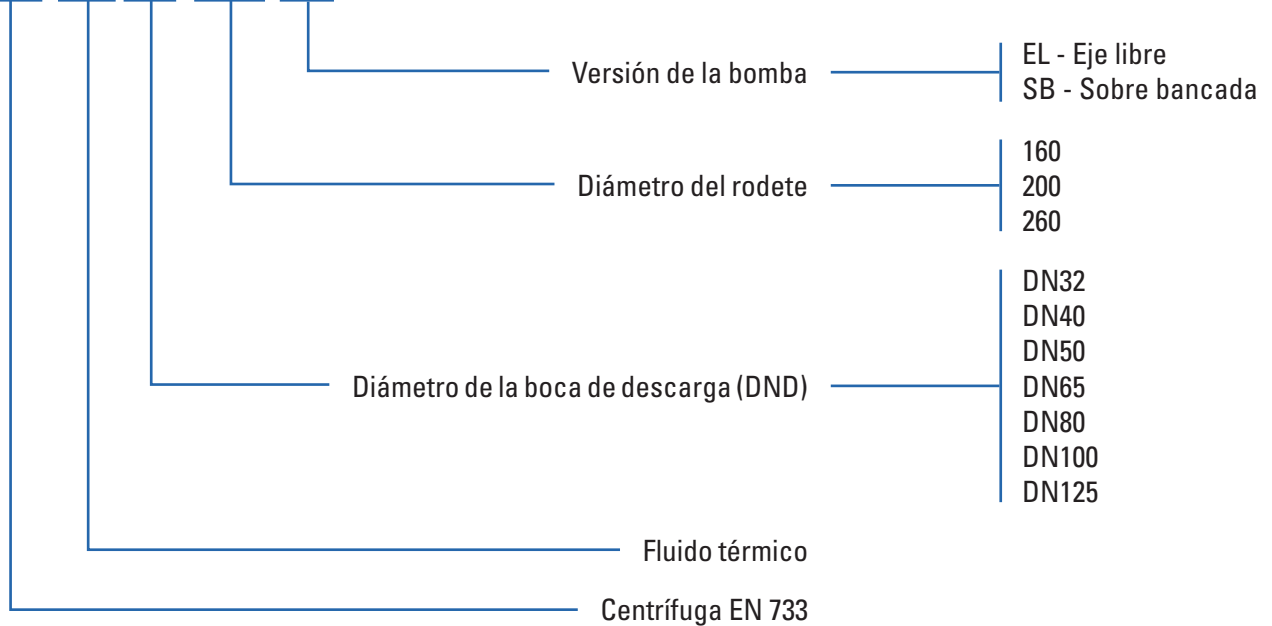 Versión de la bomba
EL - Eje libre
SB - Sobre bancada
Diámetro del rodete
160
200
260
Diámetro de la boca de descarga (DND)
DN32
DN40
DN50
DN65
DN80
DN100
DN125
Fluido térmico
Centrífuga EN 733